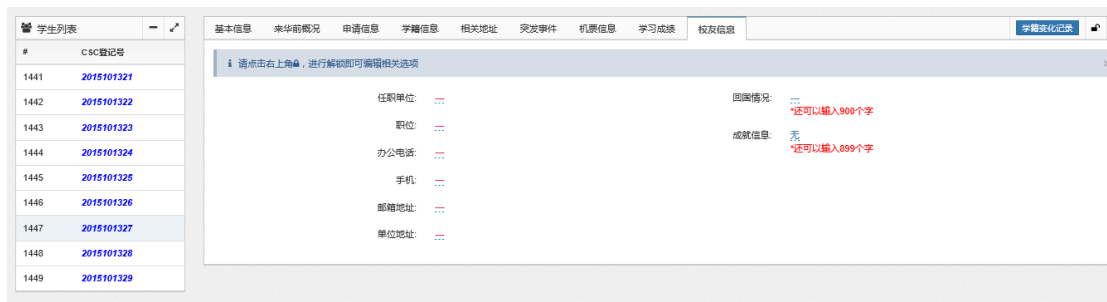 学生列表
# CSC登记号
1441 2015101321
1442 2015101322
1443 2015101323
1444 2015101324
1445 2015101325
1446 2015101326
1447 2015101327
1448 2015101328
1449 2015101329
基本信息 来华前概况 申请信息 学籍信息 相关地址 突发事件 机票信息 学习成绩 校友信息 学籍变化记录
请点击右上角，进行解锁即可编辑相关选项
任职单位: ---
职位: ---
办公电话: ---
手机: ---
邮箱地址: ---
单位地址: ---
回国情况: ---
*还可以输入900个字
成就信息: 无
*还可以输入899个字